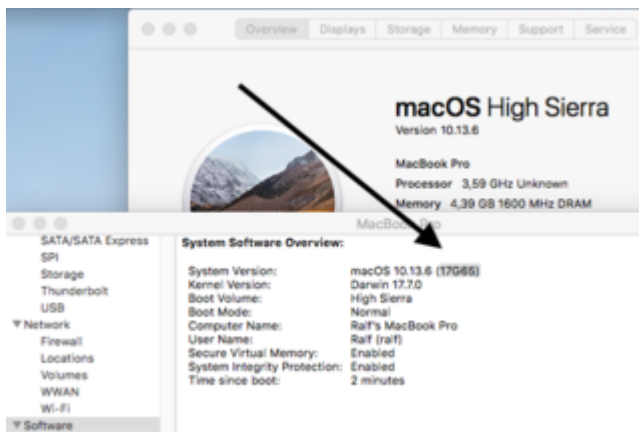 Overview Displays Storage Memory Support Service
macOS High Sierra
Version 10.13.6
MacBook Pro
Processor 3,59 GHz Unknown
Memory 4,39 GB 1600 MHz DRAM
MacBook Pro
SATA/SATA Express
SPI
Storage
Thunderbolt
USB
Network
Firewall
Locations
Volumes
WWAN
Wi-Fi
Software
System Software Overview:
System Version: macOS 10.13.6 (17G65)
Kernel Version: Darwin 17.7.0
Boot Volume: High Sierra
Boot Mode: Normal
Computer Name: Ralf's MacBook Pro
User Name: Ralf (ralf)
Secure Virtual Memory: Enabled
System Integrity Protection: Enabled
Time since boot: 2 minutes